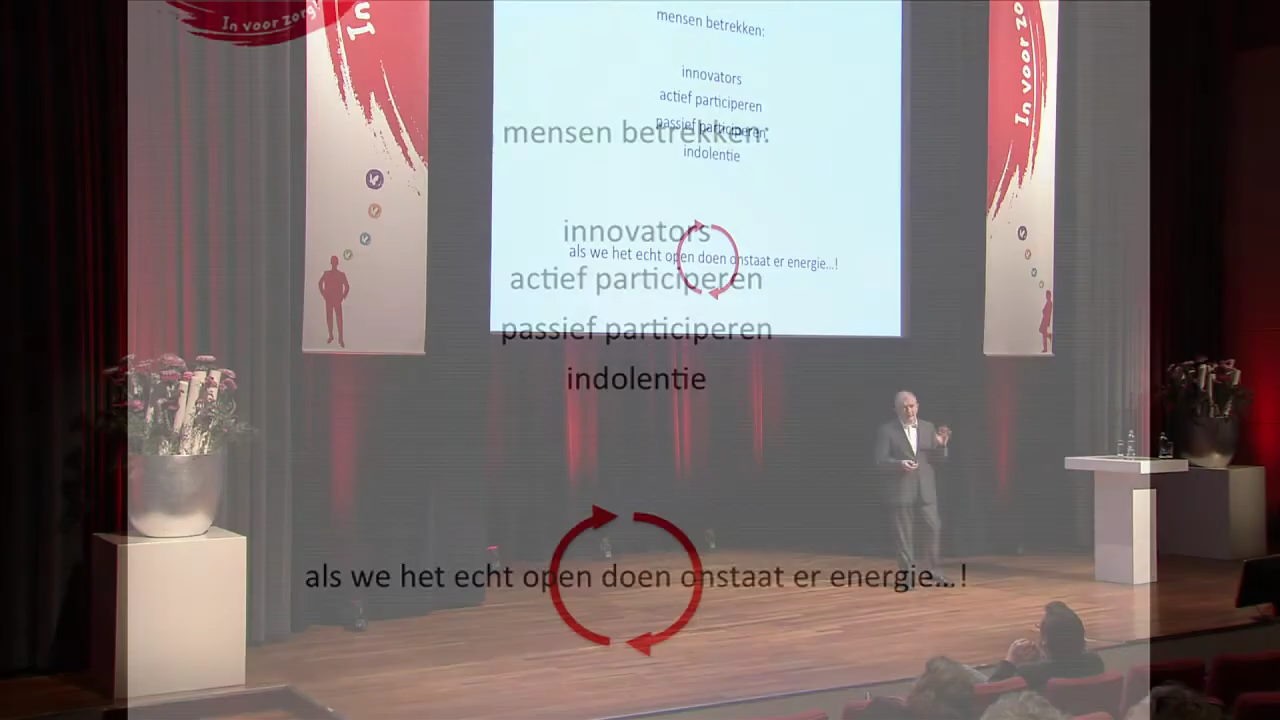 In voor zorg!
In
mensen betrekken:
innovators
actief participeren
passief participeren
indolentie
als we het echt open doen onstaat er energie...!
In voor zo
mensen betrekken:
innovators
actief participeren
passief participeren
indolentie
als we het echt open doen onstaat er energie...!